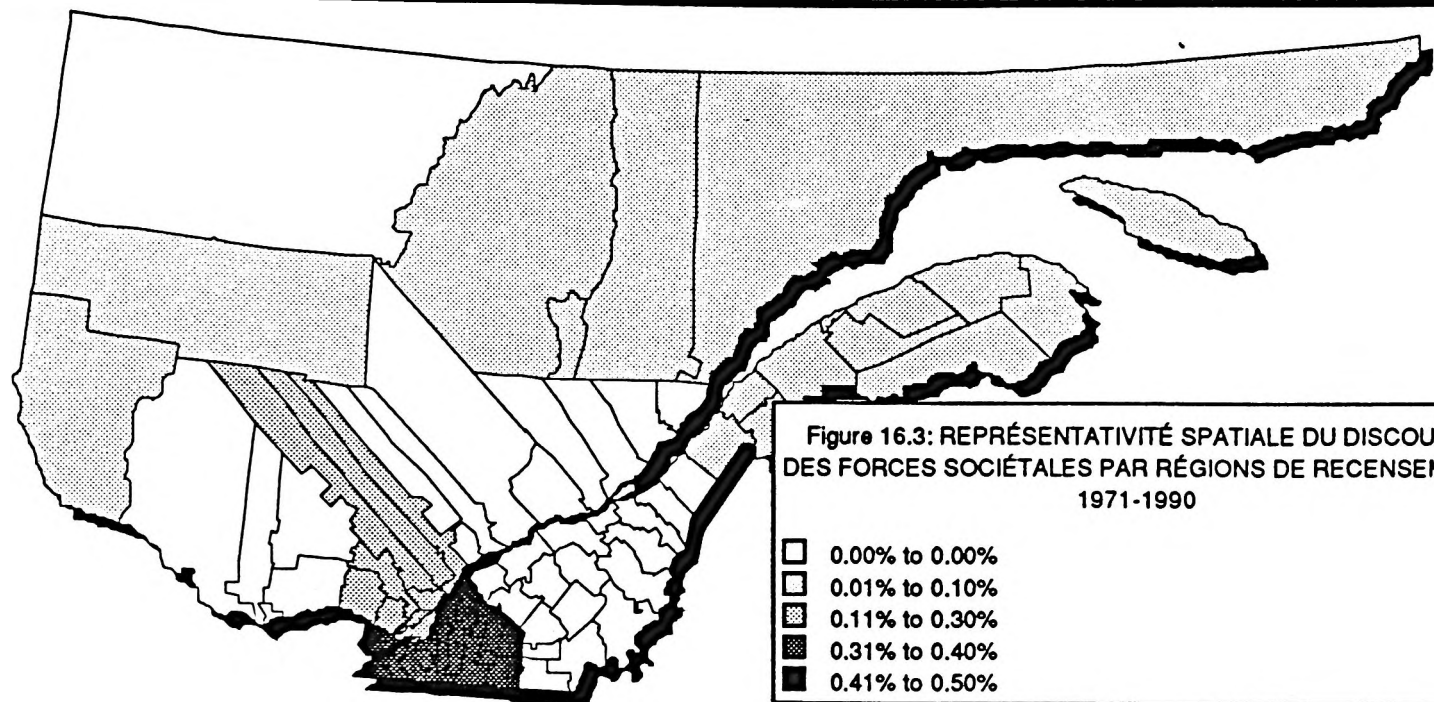 Figure 16.3: REPRÉSENTATIVITÉ SPATIALE DU DISCOU
DES FORCES SOCIÉTALES PAR RÉGIONS DE RECENSEM
1971-1990
0.00% to 0.00%
0.01% to 0.10%
0.11% to 0.30%
0.31% to 0.40%
0.41% to 0.50%